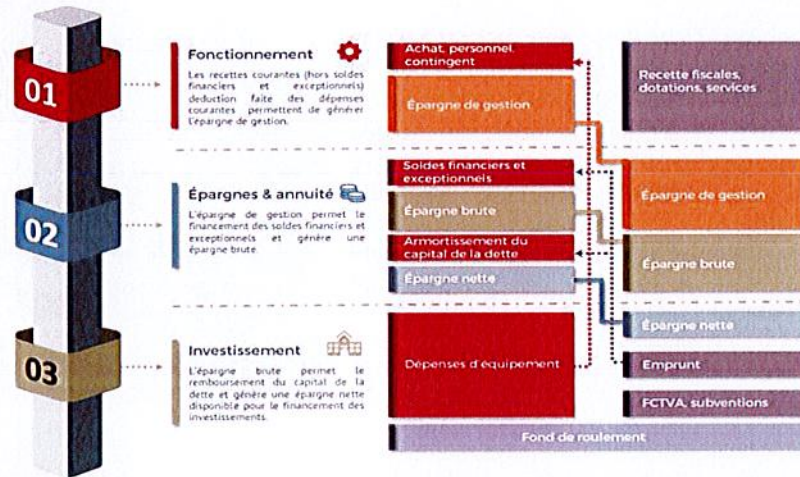 01
Fonctionnement
Les recettes courantes (hors soldes
financiers et exceptionnels)
deduction faite des dépenses
courantes permettent de générer
l'épargne de gestion.
Achat, personnel,
contingent
Épargne de gestion
Recette fiscales,
dotations, services
02
Épargnes & annuité
L'épargne de gestion permet le
financement des soldes financiers et
exceptionnels et génère une
épargne brute.
Soldes financiers et
exceptionnels
Épargne brute
Armortissement du
capital de la dette
Épargne nette
Épargne de gestion
Épargne brute
03
Investissement
L'épargne brute permet le
remboursement du capital de la
dette et génère une épargne nette
disponible pour le financement des
investissements.
Dépenses d'équipement
Épargne nette
Emprunt
FCTVA, subventions
Fond de roulement